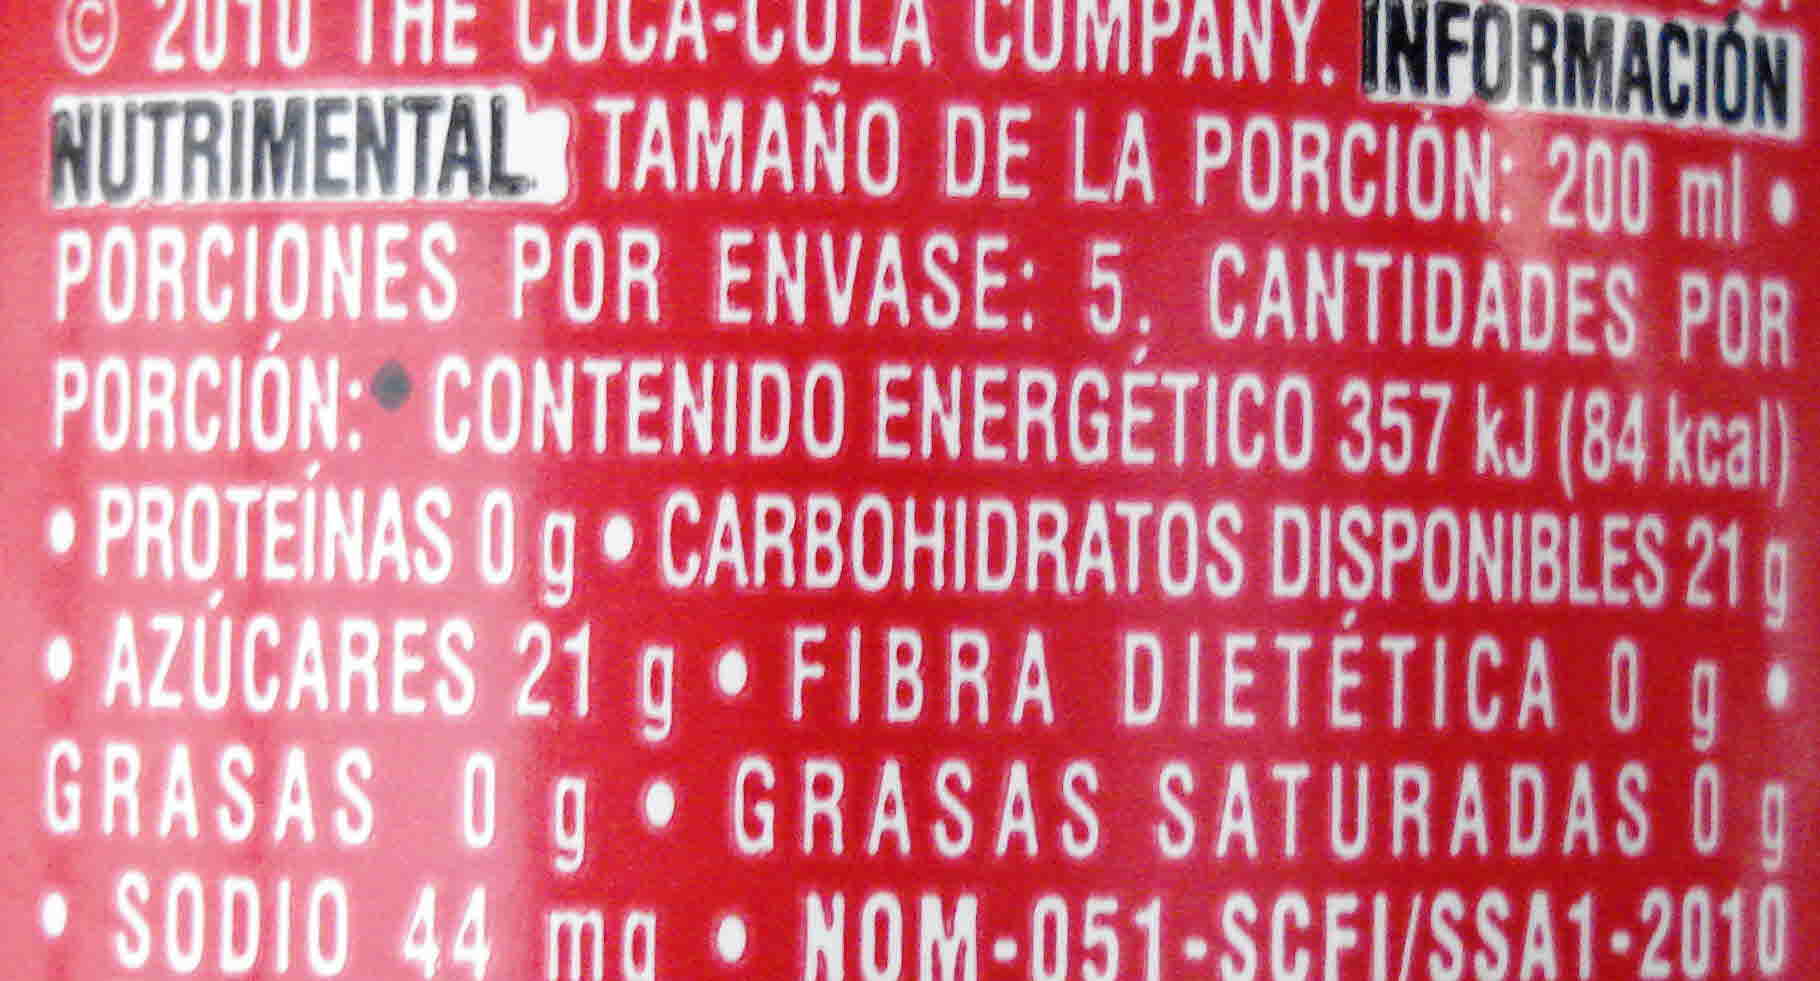 © 2010 THE COCA-COLA COMPANY. INFORMACIÓN
NUTRIMENTAL. TAMAÑO DE LA PORCIÓN: 200 ml •
PORCIONES POR ENVASE: 5. CANTIDADES POR
PORCIÓN: • CONTENIDO ENERGÉTICO 357 kJ (84 kcal)
• PROTEÍNAS 0 g • CARBOHIDRATOS DISPONIBLES 21 g
• AZÚCARES 21 g • FIBRA DIETÉTICA 0 g •
GRASAS 0 g • GRASAS SATURADAS 0 g
• SODIO 44 mg • NOM-051-SCFI/SSA1-2010